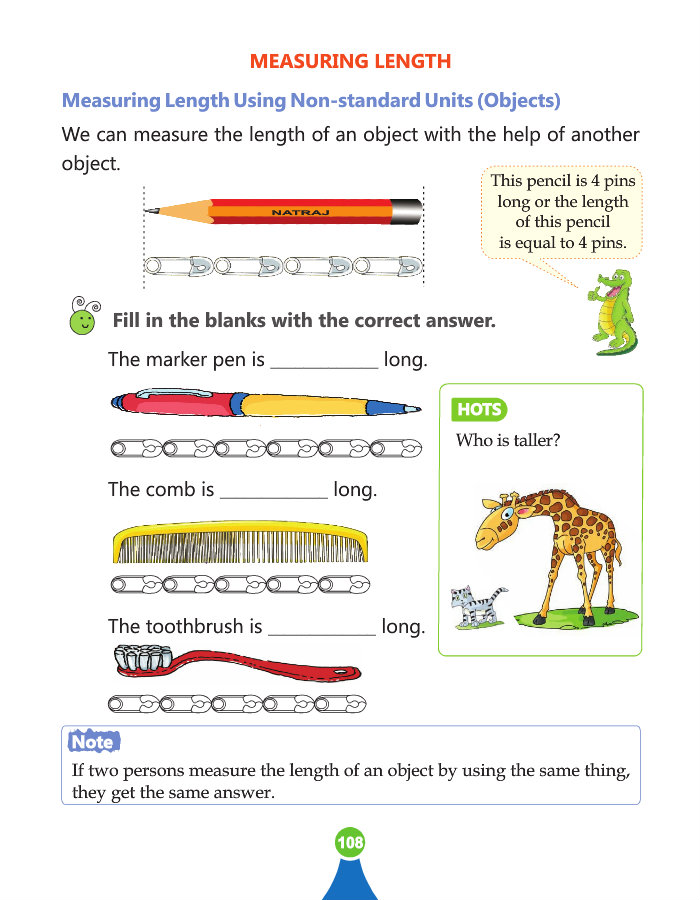 MEASURING LENGTH
Measuring Length Using Non-standard Units (Objects)
We can measure the length of an object with the help of another
object.
This pencil is 4 pins
long or the length
of this pencil
is equal to 4 pins.
NATRAJ
Fill in the blanks with the correct answer.
The marker pen is ___________ long.
HOTS
Who is taller?
The comb is ___________ long.
The toothbrush is ___________ long.
Note
If two persons measure the length of an object by using the same thing,
they get the same answer.
108